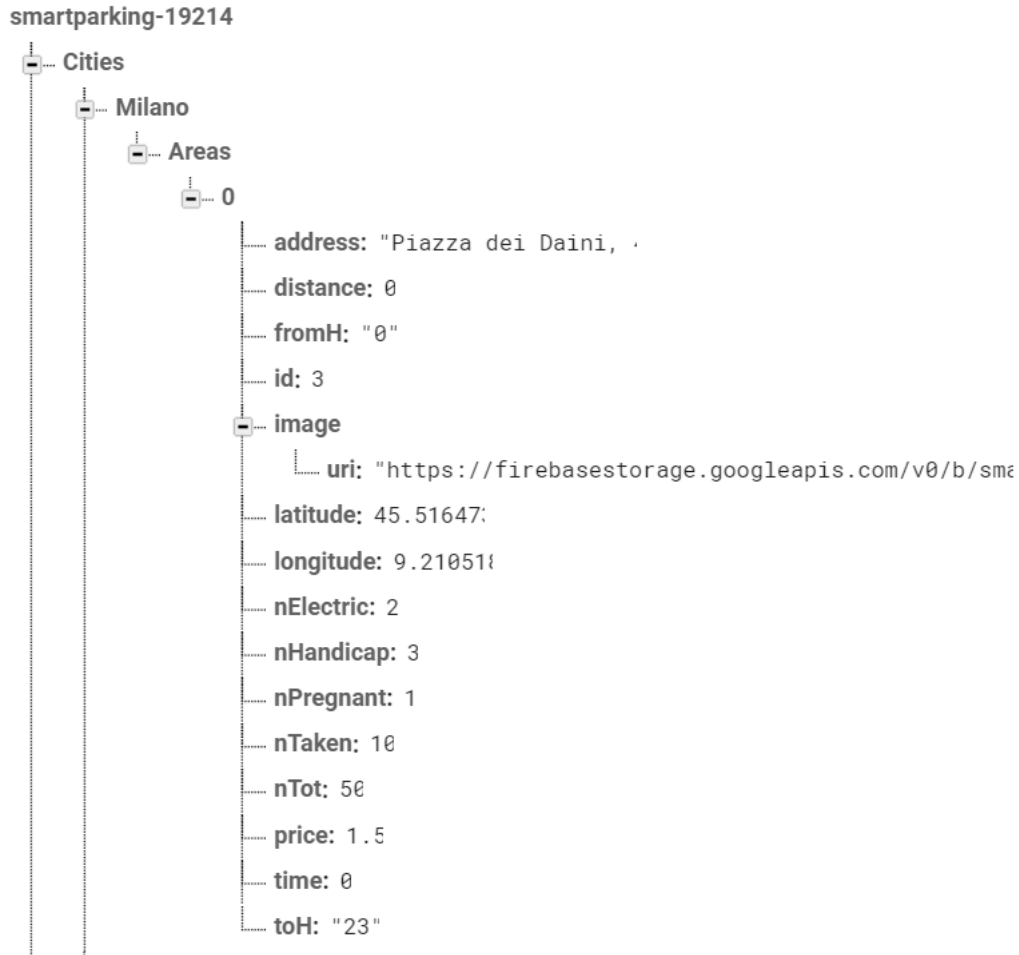 smartparking-19214
Cities
Milano
Areas
0
address: "Piazza dei Daini,
distance: 0
fromH: "0"
id: 3
image
uri: "https://firebasestorage.googleapis.com/v0/b/sma
latitude: 45.516473
longitude: 9.210518
nElectric: 2
nHandicap: 3
nPregnant: 1
nTaken: 10
nTot: 50
price: 1.5
time: 0
toH: "23"